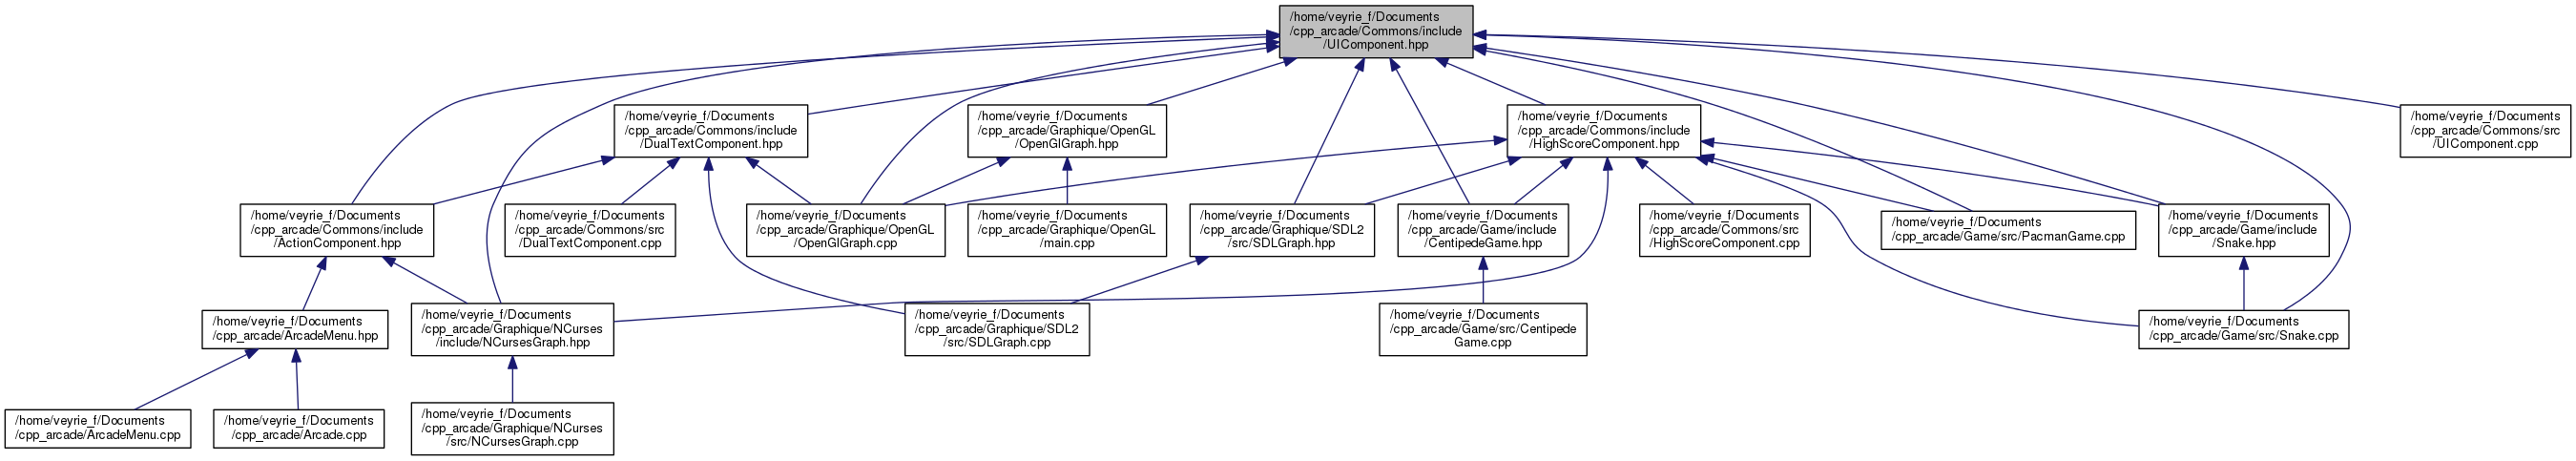 /home/veyrie_f/Documents
/cpp_arcade/Commons/include
/UIComponent.hpp
/home/veyrie_f/Documents
/cpp_arcade/Commons/include
/DualTextComponent.hpp
/home/veyrie_f/Documents
/cpp_arcade/Graphique/OpenGL
/OpenGlGraph.hpp
/home/veyrie_f/Documents
/cpp_arcade/Commons/include
/HighScoreComponent.hpp
/home/veyrie_f/Documents
/cpp_arcade/Commons/src
/UIComponent.cpp
/home/veyrie_f/Documents
/cpp_arcade/Commons/include
/ActionComponent.hpp
/home/veyrie_f/Documents
/cpp_arcade/Commons/src
/DualTextComponent.cpp
/home/veyrie_f/Documents
/cpp_arcade/Graphique/OpenGL
/OpenGlGraph.cpp
/home/veyrie_f/Documents
/cpp_arcade/Graphique/OpenGL
/main.cpp
/home/veyrie_f/Documents
/cpp_arcade/Graphique/SDL2
/src/SDLGraph.hpp
/home/veyrie_f/Documents
/cpp_arcade/Game/include
/CentipedeGame.hpp
/home/veyrie_f/Documents
/cpp_arcade/Commons/src
/HighScoreComponent.cpp
/home/veyrie_f/Documents
/cpp_arcade/Game/src/PacmanGame.cpp
/home/veyrie_f/Documents
/cpp_arcade/Game/include
/Snake.hpp
/home/veyrie_f/Documents
/cpp_arcade/ArcadeMenu.hpp
/home/veyrie_f/Documents
/cpp_arcade/Graphique/NCurses
/include/NCursesGraph.hpp
/home/veyrie_f/Documents
/cpp_arcade/Graphique/SDL2
/src/SDLGraph.cpp
/home/veyrie_f/Documents
/cpp_arcade/Game/src/Centipede
Game.cpp
/home/veyrie_f/Documents
/cpp_arcade/Game/src/Snake.cpp
/home/veyrie_f/Documents
/cpp_arcade/ArcadeMenu.cpp
/home/veyrie_f/Documents
/cpp_arcade/Arcade.cpp
/home/veyrie_f/Documents
/cpp_arcade/Graphique/NCurses
/src/NCursesGraph.cpp